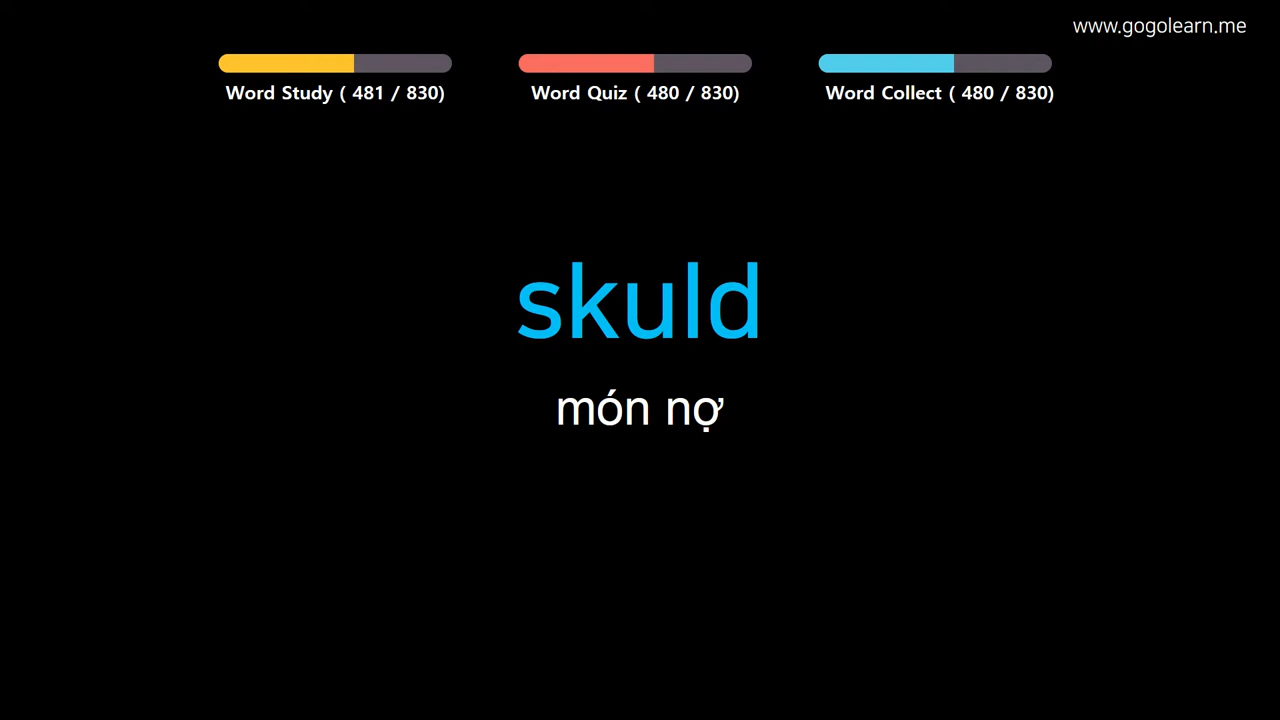 www.gogolearn.me
Word Study ( 481 / 830)
Word Quiz ( 480 / 830)
Word Collect ( 480 / 830)
skuld
món nợ